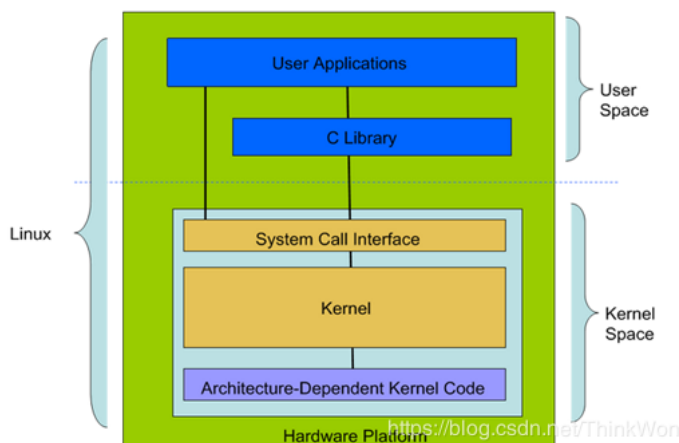 User Applications
User
Space
C Library
Linux
System Call Interface
Kernel
Kernel
Space
Architecture-Dependent Kernel Code
Hardware Platform
https://blog.csdn.net/ThinkWon